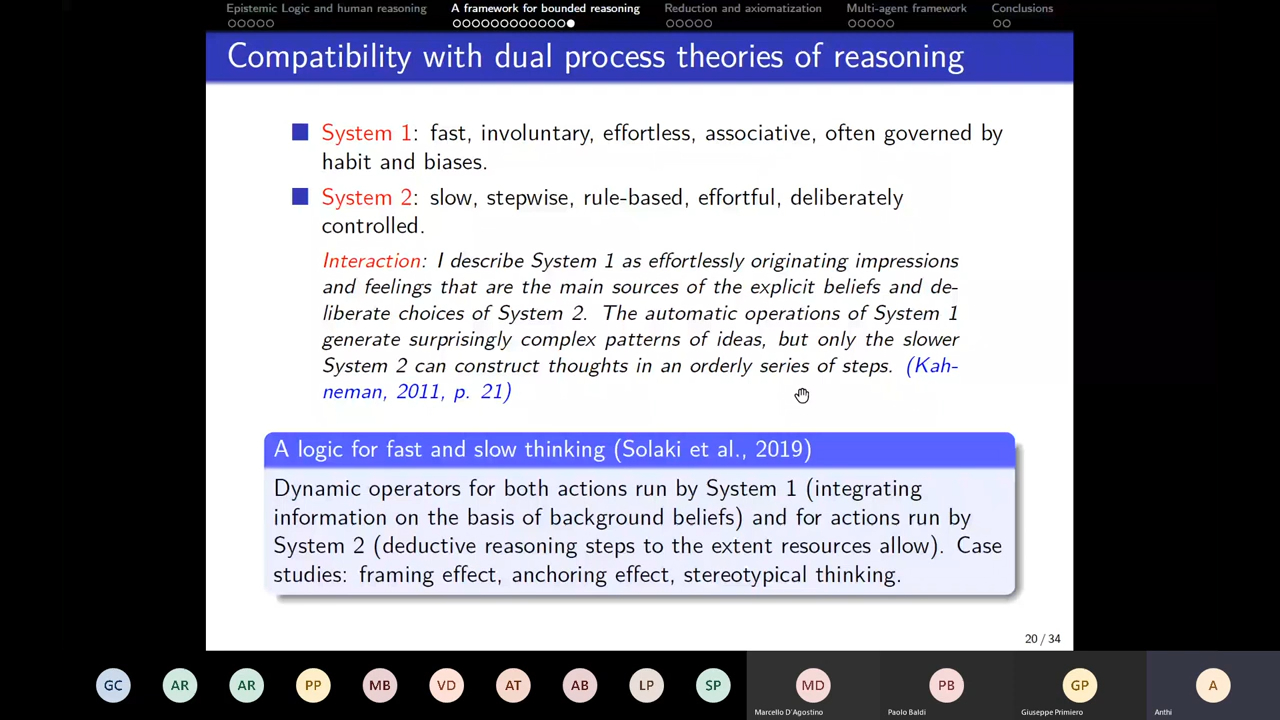 Epistemic Logic and human reasoning A framework for bounded reasoning Reduction and axiomatization Multi-agent framework Conclusions
Compatibility with dual process theories of reasoning
System 1: fast, involuntary, effortless, associative, often governed by
habit and biases.
System 2: slow, stepwise, rule-based, effortful, deliberately
controlled.
Interaction: I describe System 1 as effortlessly originating impressions
and feelings that are the main sources of the explicit beliefs and de-
liberate choices of System 2. The automatic operations of System 1
generate surprisingly complex patterns of ideas, but only the slower
System 2 can construct thoughts in an orderly series of steps. (Kah-
neman, 2011, p. 21)
A logic for fast and slow thinking (Solaki et al., 2019)
Dynamic operators for both actions run by System 1 (integrating
information on the basis of background beliefs) and for actions run by
System 2 (deductive reasoning steps to the extent resources allow). Case
studies: framing effect, anchoring effect, stereotypical thinking.
20 / 34
GC AR AR PP MB VD AT AB LP SP MD PB GP A
Marcello D'Agostino Paolo Baldi Giuseppe Primiero Anthi